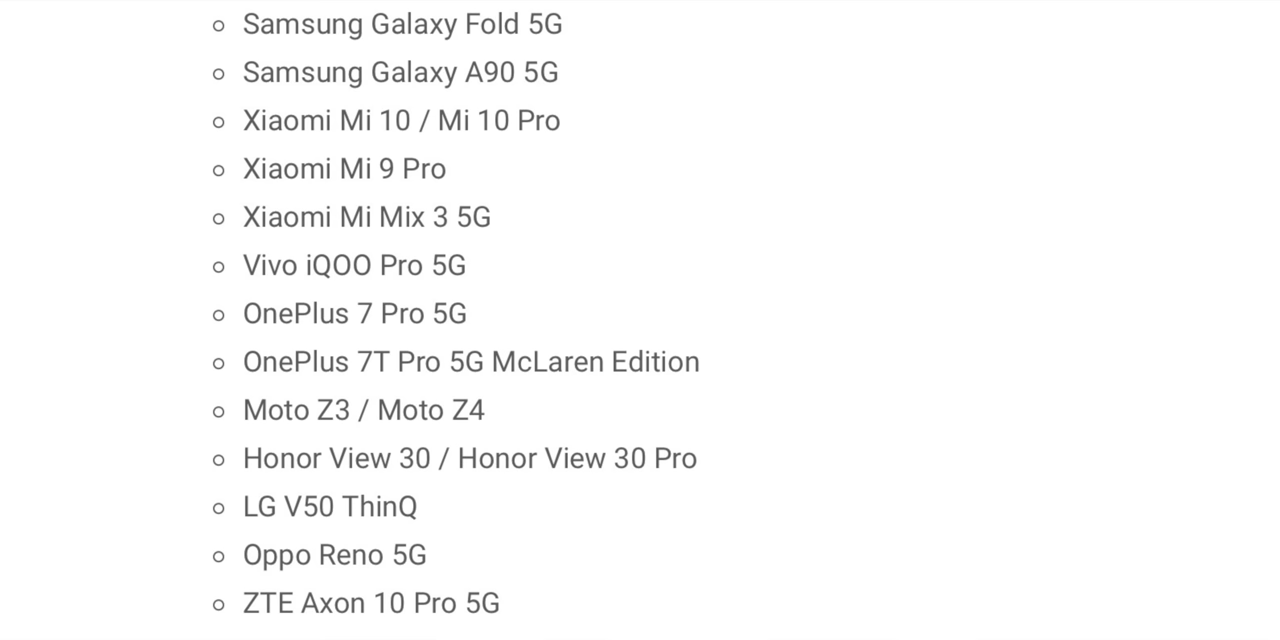 Samsung Galaxy Fold 5G
Samsung Galaxy A90 5G
Xiaomi Mi 10 / Mi 10 Pro
Xiaomi Mi 9 Pro
Xiaomi Mi Mix 3 5G
Vivo iQOO Pro 5G
OnePlus 7 Pro 5G
OnePlus 7T Pro 5G McLaren Edition
Moto Z3 / Moto Z4
Honor View 30 / Honor View 30 Pro
LG V50 ThinQ
Oppo Reno 5G
ZTE Axon 10 Pro 5G